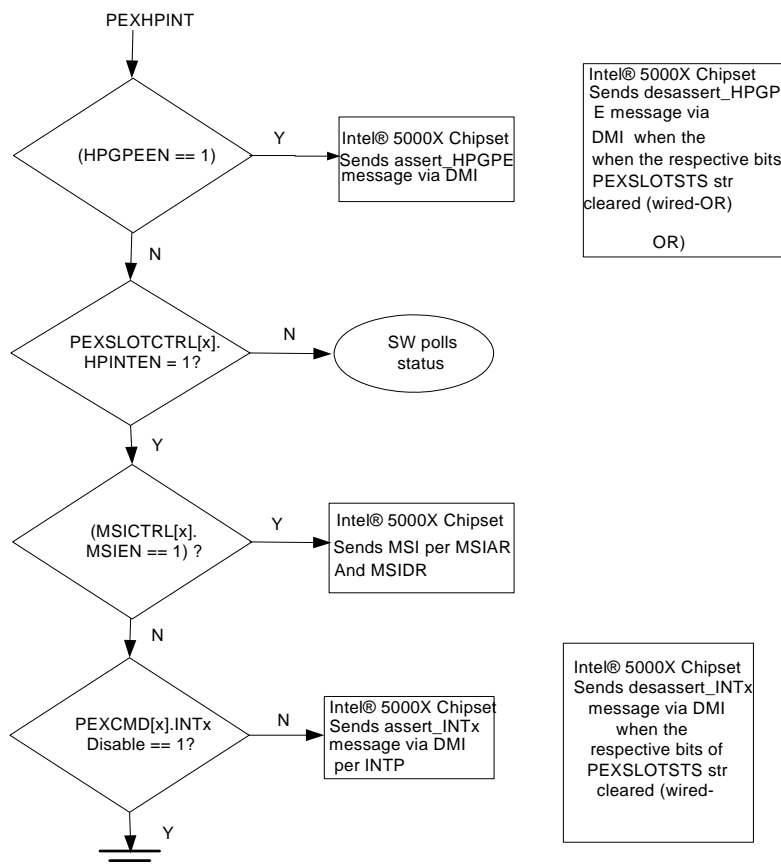 PEXHPINT
(HPGPEEN == 1)
Y
Intel® 5000X Chipset
Sends assert_HPGPE
message via DMI
Intel® 5000X Chipset
Sends desassert_HPGP
E message via
DMI when the
when the respective bits
PEXSLOTSTS str
cleared (wired-OR)
OR)
N
PEXSLOTCTRL[x].
HPINTEN = 1?
N
SW polls
status
Y
(MSICTRL[x].
MSIEN == 1) ?
Y
Intel® 5000X Chipset
Sends MSI per MSIAR
And MSIDR
N
PEXCMD[x].INTx
Disable == 1?
N
Intel® 5000X Chipset
Sends assert_INTx
message via DMI
per INTP
Intel® 5000X Chipset
Sends desassert_INTx
message via DMI
when the
respective bits of
PEXSLOTSTS str
cleared (wired-
Y